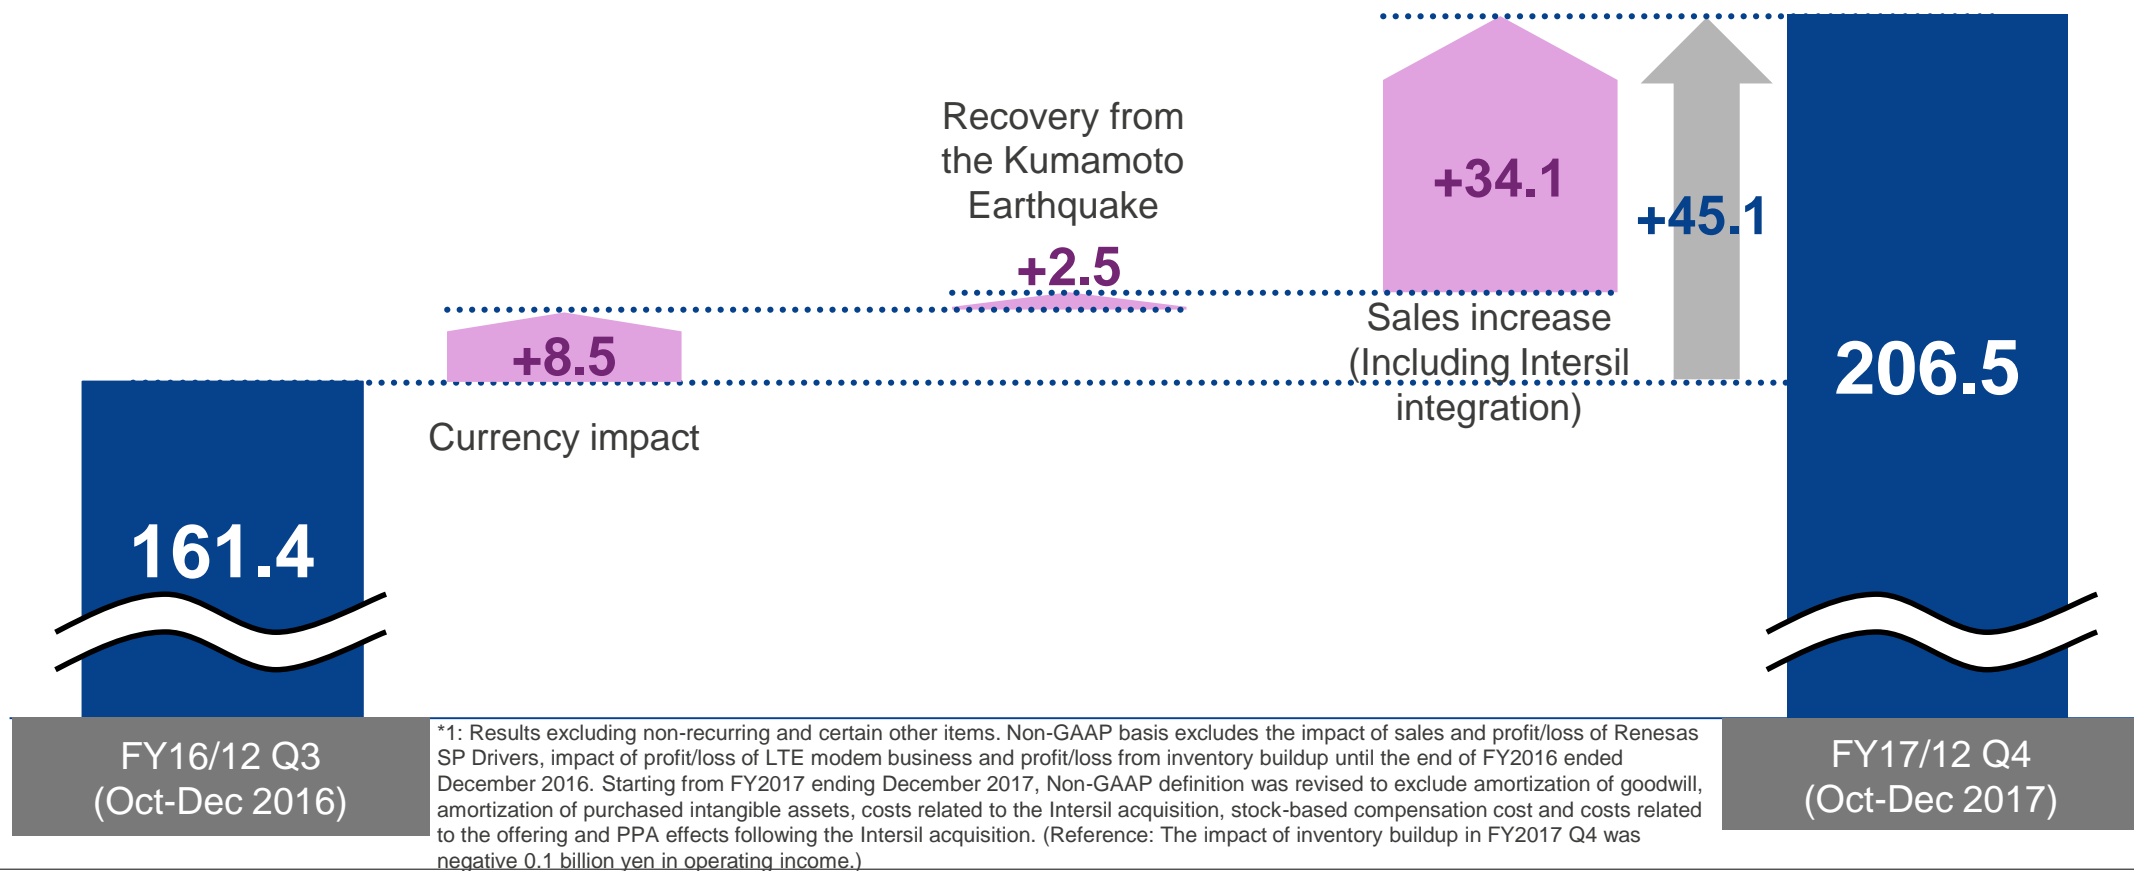 Recovery from
the Kumamoto
Earthquake
+2.5
+34.1
+45.1
+8.5
Sales increase
(Including Intersil
integration)
206.5
Currency impact
161.4
FY16/12 Q3
(Oct-Dec 2016)
*1: Results excluding non-recurring and certain other items. Non-GAAP basis excludes the impact of sales and profit/loss of Renesas
SP Drivers, impact of profit/loss of LTE modem business and profit/loss from inventory buildup until the end of FY2016 ended
December 2016. Starting from FY2017 ending December 2017, Non-GAAP definition was revised to exclude amortization of goodwill,
amortization of purchased intangible assets, costs related to the Intersil acquisition, stock-based compensation cost and costs related
to the offering and PPA effects following the Intersil acquisition. (Reference: The impact of inventory buildup in FY2017 Q4 was
negative 0.1 billion yen in operating income.)
FY17/12 Q4
(Oct-Dec 2017)